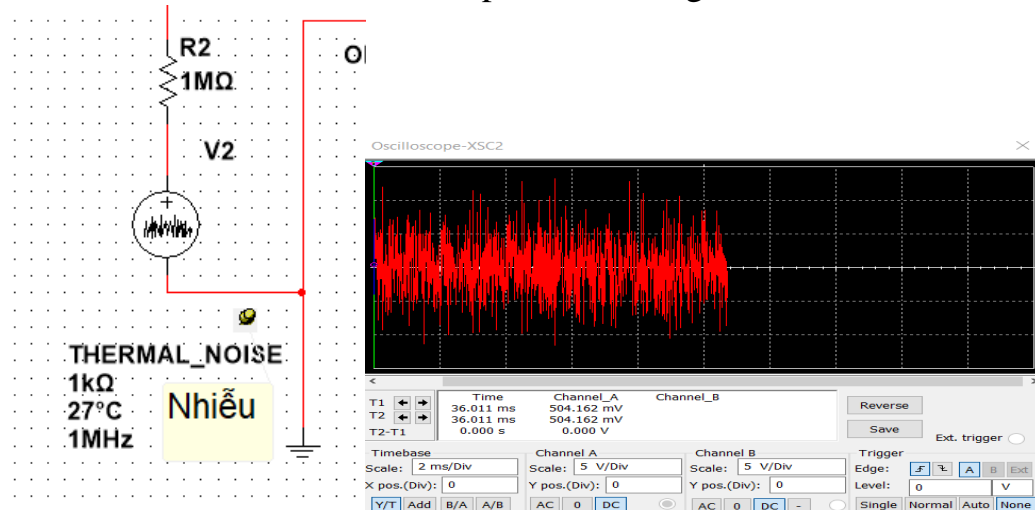 R2
1MΩ
V2
THERMAL_NOISE
1kΩ
27°C
1MHz
Nhiễu
Oscilloscope-XSC2
Time Channel_A Channel_B
T1 36.011 ms 504.162 mV
T2 36.011 ms 504.162 mV
T2-T1 0.000 s 0.000 V
Reverse
Save
Ext. trigger
Timebase
Scale: 2 ms/Div
X pos.(Div): 0
Y/T Add B/A A/B
Channel A
Scale: 5 V/Div
Y pos.(Div): 0
AC 0 DC
Channel B
Scale: 5 V/Div
Y pos.(Div): 0
AC 0 DC -
Trigger
Edge: A B Ext
Level: 0 V
Single Normal Auto None